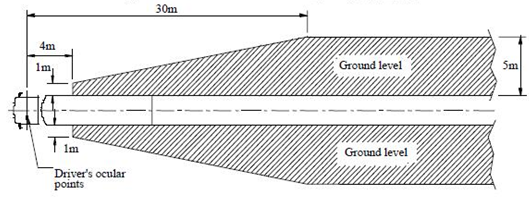 30m
4m
1m
Ground level
5m
Ground level
1m
Driver's ocular
points